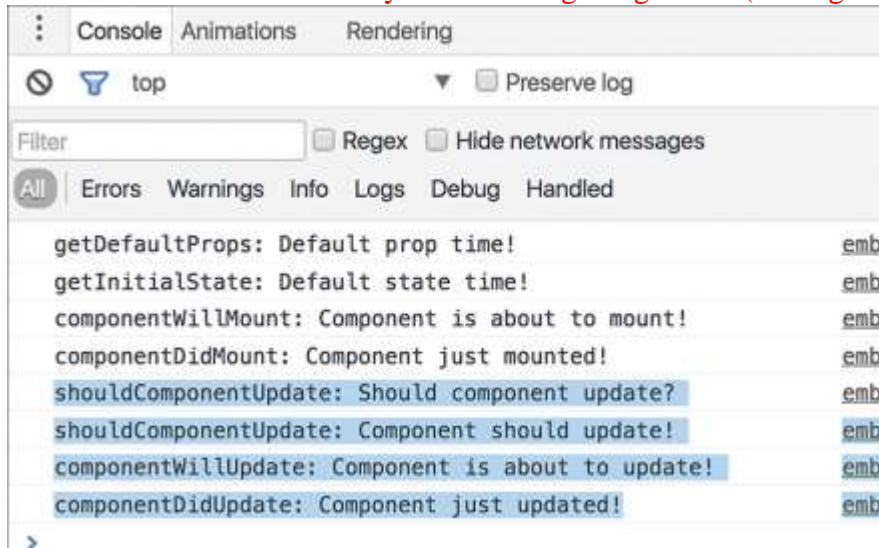 Console Animations Rendering
top ▼ Preserve log
Filter Regex Hide network messages
All Errors Warnings Info Logs Debug Handled
getDefaultProps: Default prop time! emb
getInitialState: Default state time! emb
componentWillMount: Component is about to mount! emb
componentDidMount: Component just mounted! emb
shouldComponentUpdate: Should component update? emb
shouldComponentUpdate: Component should update! emb
componentWillUpdate: Component is about to update! emb
componentDidUpdate: Component just updated! emb
>